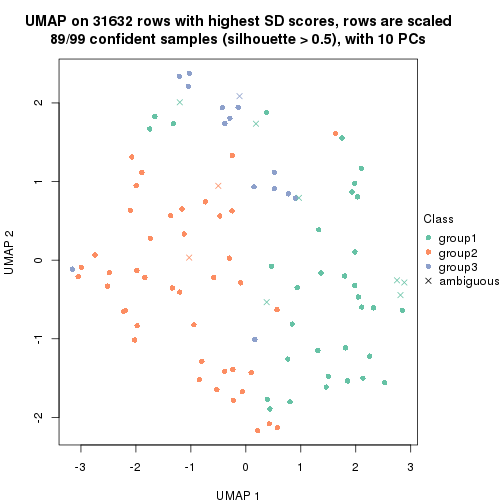 UMAP on 31632 rows with highest SD scores, rows are scaled
89/99 confident samples (silhouette > 0.5), with 10 PCs
UMAP 2
2
1
0
-1
-2
-3
-2
-1
0
1
2
3
UMAP 1
Class
group1
group2
group3
ambiguous